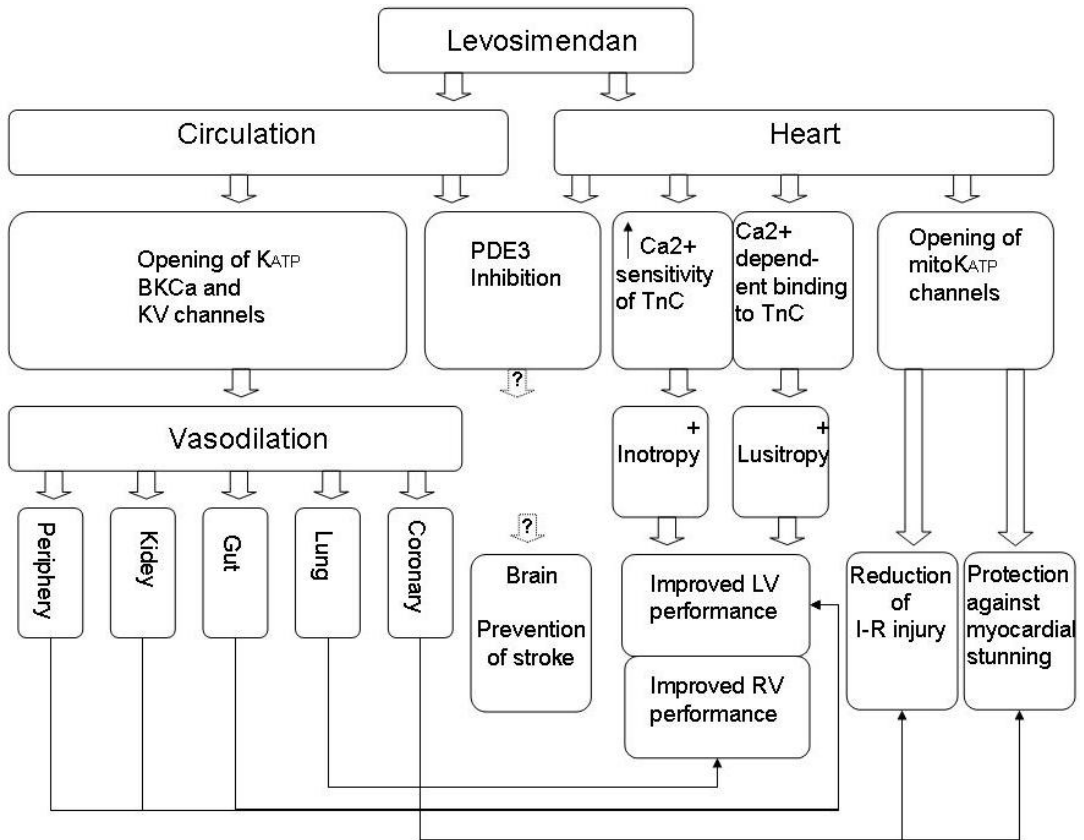 Levosimendan
Circulation
Heart
Opening of KATP
BKCa and
KV channels
PDE3
Inhibition
↑ Ca2+
sensitivity
of TnC
Ca2+
depend-
ent binding
to TnC
Opening of
mitoKATP
channels
?
Vasodilation
+
Inotropy
+
Lusitropy
Periphery
Kidey
Gut
Lung
Coronary
?
Brain
Prevention
of stroke
Improved LV
performance
Improved RV
performance
Reduction
of
I-R injury
Protection
against
myocardial
stunning